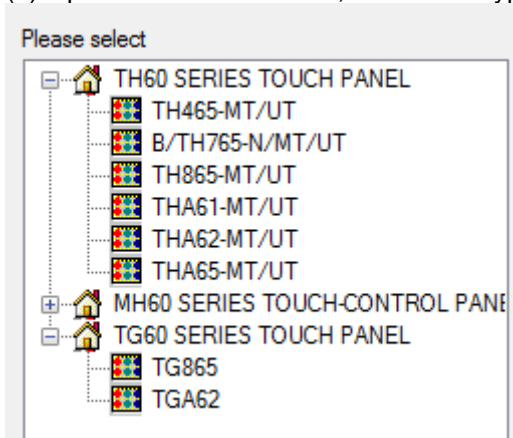 Please select
TH60 SERIES TOUCH PANEL
TH465-MT/UT
B/TH765-N/MT/UT
TH865-MT/UT
THA61-MT/UT
THA62-MT/UT
THA65-MT/UT
MH60 SERIES TOUCH-CONTROL PANE
TG60 SERIES TOUCH PANEL
TG865
TGA62